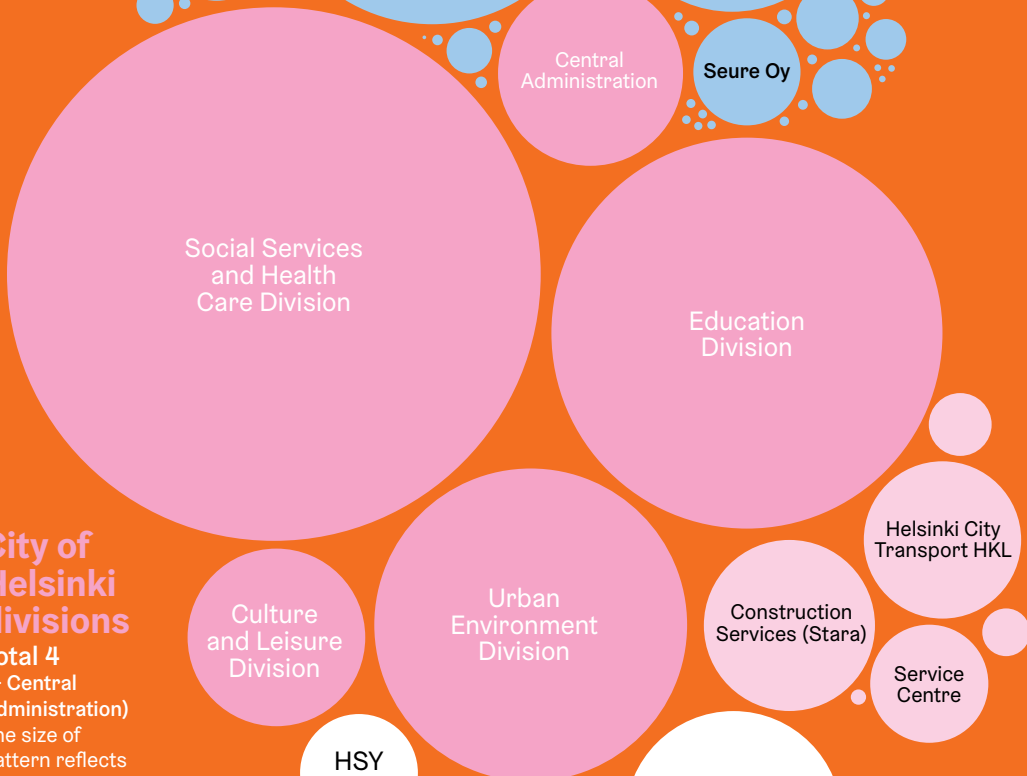 Central
Administration
Seure Oy
Social Services
and Health
Care Division
Education
Division
Helsinki City
Transport HKL
City of
Helsinki
divisions
Total 4
Central
Administration)
The size of
pattern reflects
Culture
and Leisure
Division
Urban
Environment
Division
Construction
Services (Stara)
Service
Centre
HSY